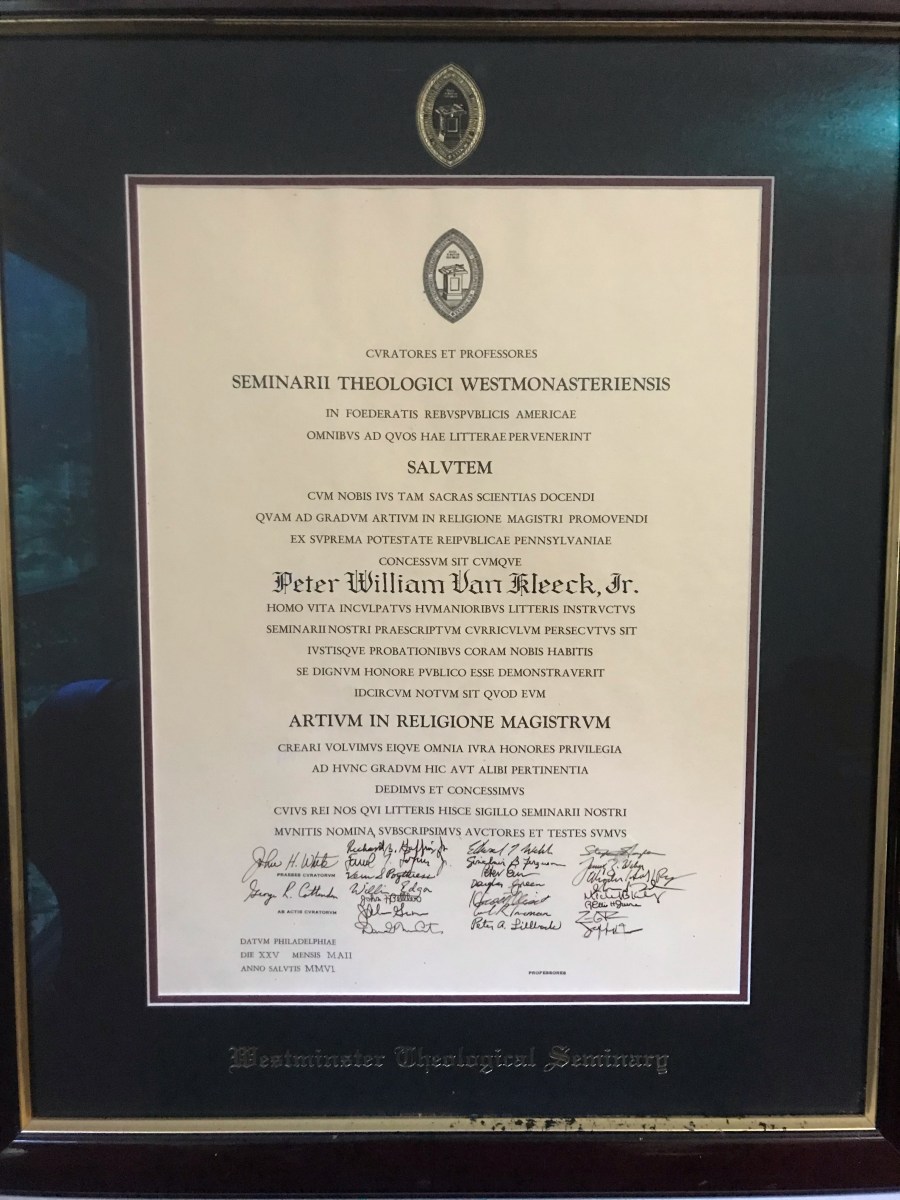 CVRATORES ET PROFESSORES
SEMINARII THEOLOGICI WESTMONASTERIENSIS
IN FOEDERATIS REBVSPVBLICIS AMERICAE
OMNIBVS AD QVOS HAE LITTERAE PERVENERINT
SALVTEM
CVM NOBIS IVS TAM SACRAS SCIENTIAS DOCENDI
QVAM AD GRADVM ARTIVM IN RELIGIONE MAGISTRI PROMOVENDI
EX SVPREMA POTESTATE REIPVBLICAE PENNSYLVANIAE
CONCESSVM SIT CVMQVE
Peter William Van Kleeck, Jr.
HOMO VITA INCVLPATVS HVMANIORIBVS LITTERIS INSTRVCTVS
SEMINARII NOSTRI PRAESCRIPTVM CVRRICVLVM PERSECVTVS SIT
IVSTISQVE PROBATIONIBVS CORAM NOBIS HABITIS
SE DIGNVM HONORE PVBLICO ESSE DEMONSTRAVERIT
IDCIRCVM NOTVM SIT QVOD EVM
ARTIVM IN RELIGIONE MAGISTRVM
CREARI VOLVIMVS EIQVE OMNIA IVRA HONORES PRIVILEGIA
AD HVNC GRADVM HIC AVT ALIBI PERTINENTIA
DEDIMVS ET CONCESSIMVS
CVIVS REI NOS QVI LITTERIS HISCE SIGILLO SEMINARII NOSTRI
MVNITIS NOMINA SVBSCRIPSIMVS AVCTORES ET TESTES SVMVS
John H. White
PRAESES CVRATORVM
William Edgar
AB ACTIS CVRATORVM
Douglas Green
Peter A. Lillback
DATVM PHILADELPHIAE
DIE XXV MENSIS MAII
ANNO SALVTIS MMVI
PROFESSORES
Westminster Theological Seminary